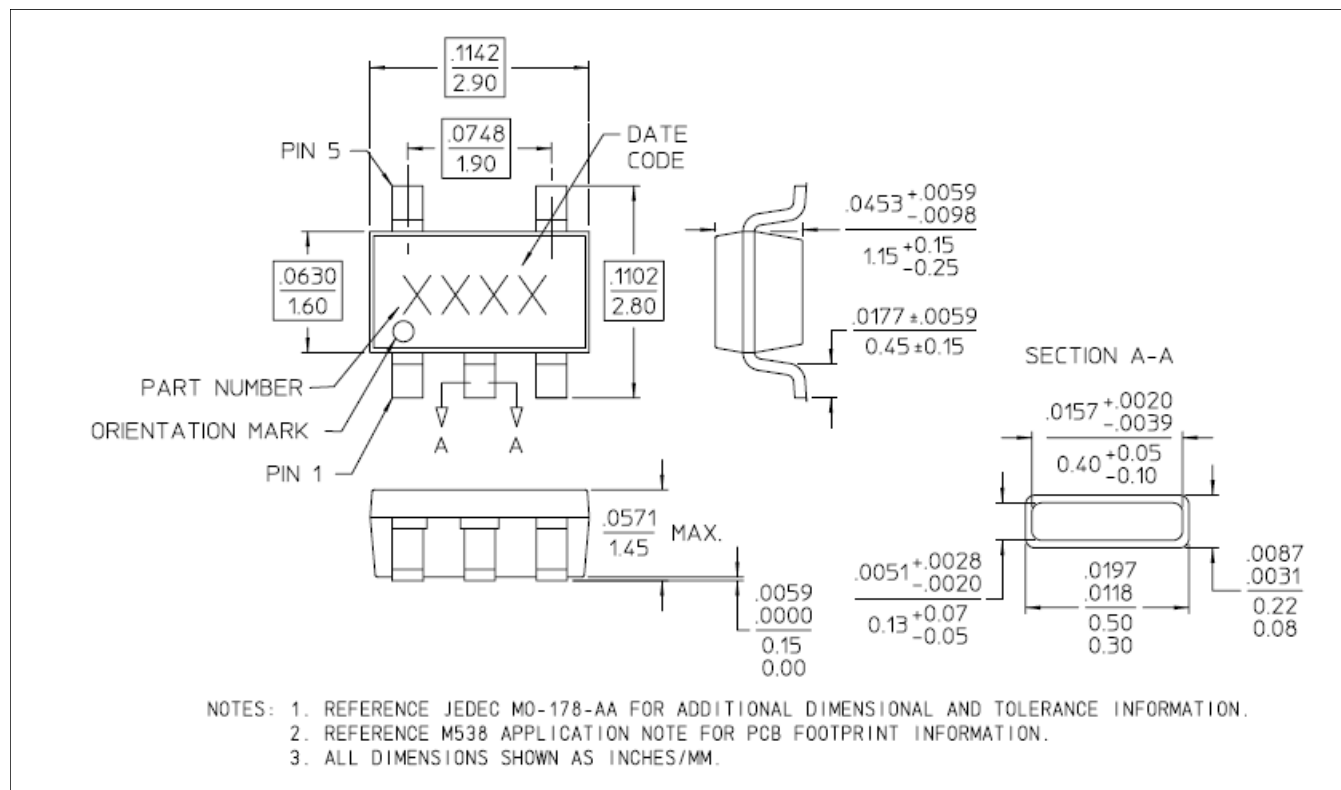 .1142
2.90
.0748
1.90
DATE
CODE
PIN 5
.0453 +.0059
-.0098
1.15 +0.15
-0.25
.0630
1.60
XXXX
.1102
2.80
.0177 ±.0059
0.45 ±0.15
PART NUMBER
ORIENTATION MARK
PIN 1
A A
SECTION A-A
.0157 +.0020
-.0039
0.40 +0.05
-0.10
.0571
1.45 MAX.
.0059
.0000
0.15
0.00
.0051 +.0028
-.0020
0.13 +0.07
-0.05
.0197
.0118
0.50
0.30
.0087
.0031
0.22
0.08
NOTES: 1. REFERENCE JEDEC MO-178-AA FOR ADDITIONAL DIMENSIONAL AND TOLERANCE INFORMATION.
2. REFERENCE M538 APPLICATION NOTE FOR PCB FOOTPRINT INFORMATION.
3. ALL DIMENSIONS SHOWN AS INCHES/MM.